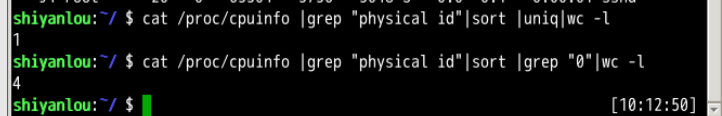 shiyanlou:~/ $ cat /proc/cpuinfo |grep "physical id"|sort |uniq|wc -l
1
shiyanlou:~/ $ cat /proc/cpuinfo |grep "physical id"|sort |grep "0"|wc -l
4
shiyanlou:~/ $ [10:12:50]